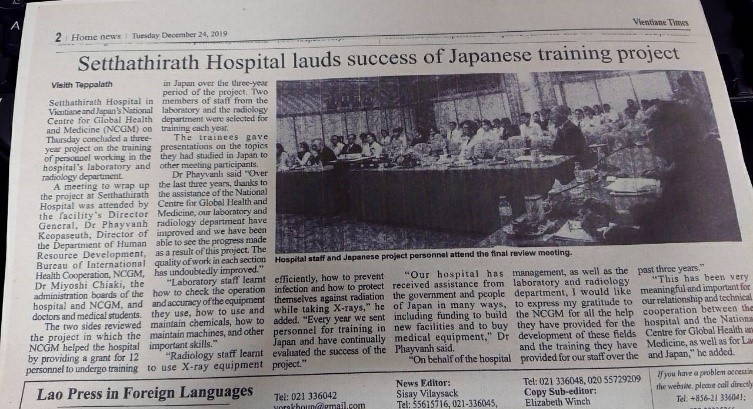 2 | Home news | Tuesday December 24, 2019
Vientiane Times
Setthathirath Hospital lauds success of Japanese training project
Visith Teppalath
Setthathirath Hospital in
Vientiane and Japan's National
Centre for Global Health
and Medicine (NCGM) on
Thursday concluded a three-
year project on the training
of personnel working in the
hospital's laboratory and
radiology department.
A meeting to wrap up
the project at Setthathirath
Hospital was attended by
the facility's Director
General, Dr Phayvanh
Keopaseuth, Director of
the Department of Human
Resource Development,
Bureau of International
Health Cooperation, NCGM,
Dr Miyoshi Chiaki, the
administration boards of the
hospital and NCGM, and
doctors and medical students.
The two sides reviewed
the project in which the
NCGM helped the hospital
by providing a grant for 12
personnel to undergo training
in Japan over the three-year
period of the project. Two
members of staff from the
laboratory and the radiology
department were selected for
training each year.
The trainees gave
presentations on the topics
they had studied in Japan to
other meeting participants.
Dr Phayvanh said "Over
the last three years, thanks to
the assistance of the National
Centre for Global Health and
Medicine, our laboratory and
radiology department have
improved and we have been
able to see the progress made
as a result of this project. The
quality of work in each section
has undoubtedly improved."
"Laboratory staff learnt
how to check the operation
and accuracy of the equipment
they use, how to use and
maintain chemicals, how to
maintain machines, and other
important skills."
"Radiology staff learnt
to use X-ray equipment
Hospital staff and Japanese project personnel attend the final review meeting.
efficiently, how to prevent
infection and how to protect
themselves against radiation
while taking X-rays," he
added. "Every year we sent
personnel for training in
Japan and have continually
evaluated the success of the
project."
"Our hospital has
received assistance from
the government and people
of Japan in many ways,
including funding to build
new facilities and to buy
medical equipment," Dr
Phayvanh said.
"On behalf of the hospital
management, as well as the
laboratory and radiology
department, I would like
to express my gratitude to
the NCGM for all the help
they have provided for the
development of these fields
and the training they have
provided for our staff over the
past three years."
"This has been very
meaningful and important for
our relationship and technical
cooperation between the
hospital and the National
Centre for Global Health and
Medicine, as well as for
and Japan," he added.
Lao Press in Foreign Languages
Tel: 021 336042
News Editor:
Sisay Vilaysack
Tel: 55615716, 021-336045,
Tel: 021 336048, 020 55729209
Copy Sub-editor:
Elizabeth Winch
If you have a problem
the website, please call
Tel: +856-21 336041;